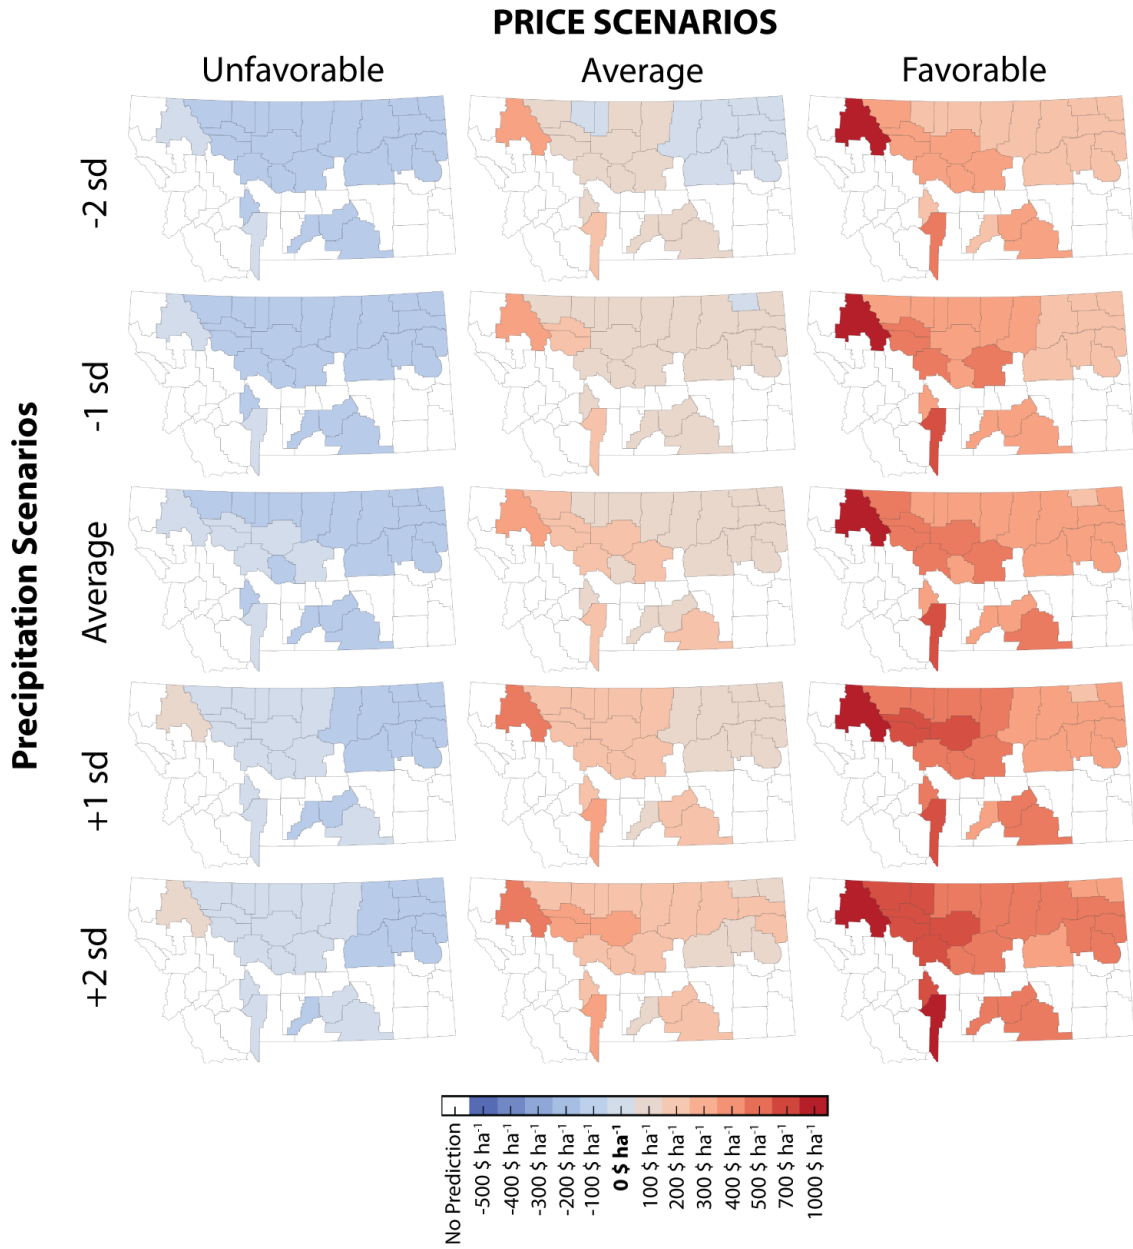 PRICE SCENARIOS
Unfavorable
Average
Favorable
Precipitation Scenarios
-2 sd
-1 sd
Average
+1 sd
+2 sd
No Prediction
-500 $ ha⁻¹
-400 $ ha⁻¹
-300 $ ha⁻¹
-200 $ ha⁻¹
-100 $ ha⁻¹
0 $ ha⁻¹
100 $ ha⁻¹
200 $ ha⁻¹
300 $ ha⁻¹
400 $ ha⁻¹
500 $ ha⁻¹
700 $ ha⁻¹
1000 $ ha⁻¹